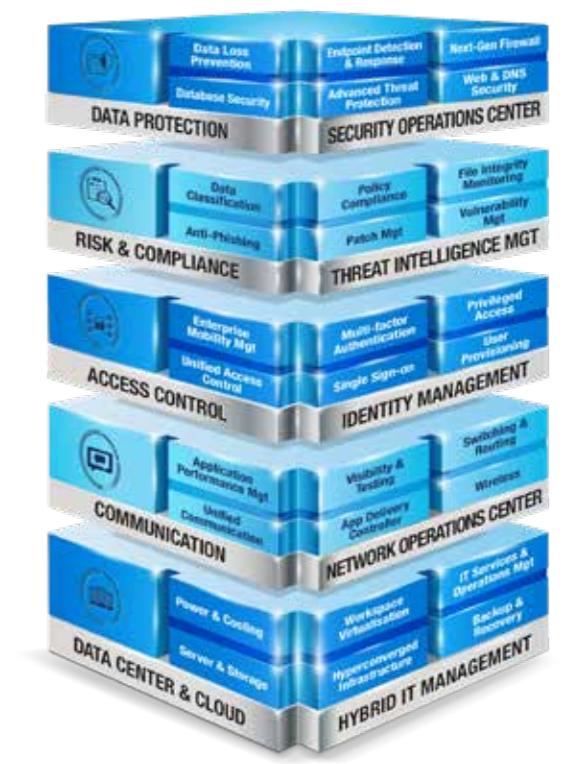 Data Loss
Prevention
Database Security
DATA PROTECTION
Endpoint Detection
& Response
Next-Gen Firewall
Advanced Threat
Protection
Web & DNS
Security
SECURITY OPERATIONS CENTER
Data
Classification
Anti-Phishing
RISK & COMPLIANCE
Policy
Compliance
File Integrity
Monitoring
Patch Mgt
Vulnerability
Mgt
THREAT INTELLIGENCE MGT
Enterprise
Mobility Mgt
Unified Access
Control
ACCESS CONTROL
Multi-factor
Authentication
Privileged
Access
Single Sign-on
User
Provisioning
IDENTITY MANAGEMENT
Application
Performance Mgt
Unified
Communication
COMMUNICATION
Visibility &
Testing
Switching &
Routing
App Delivery
Controller
Wireless
NETWORK OPERATIONS CENTER
Power & Cooling
Server & Storage
DATA CENTER & CLOUD
Workspace
Virtualisation
IT Services &
Operations Mgt
Hyperconverged
Infrastructure
Backup &
Recovery
HYBRID IT MANAGEMENT